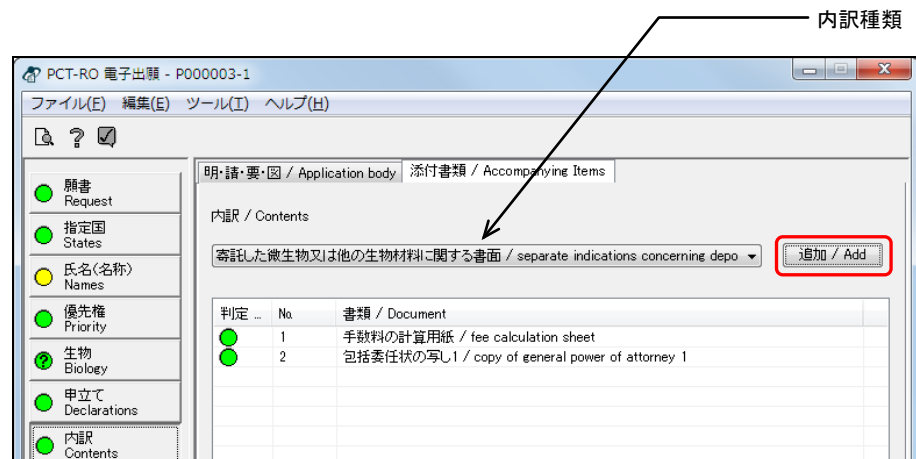 内訳種類
PCT-RO 電子出願 - P000003-1
ファイル(F) 編集(E) ツール(T) ヘルプ(H)
明・請・要・図 / Application body 添付書類 / Accompanying Items
願書
Request
指定国
States
氏名(名称)
Names
優先権
Priority
生物
Biology
申立て
Declarations
内訳
Contents
内訳 / Contents
寄託した微生物又は他の生物材料に関する書面 / separate indications concerning depo
追加 / Add
判定 ... No. 書類 / Document
1 手数料の計算用紙 / fee calculation sheet
2 包括委任状の写し1 / copy of general power of attorney 1